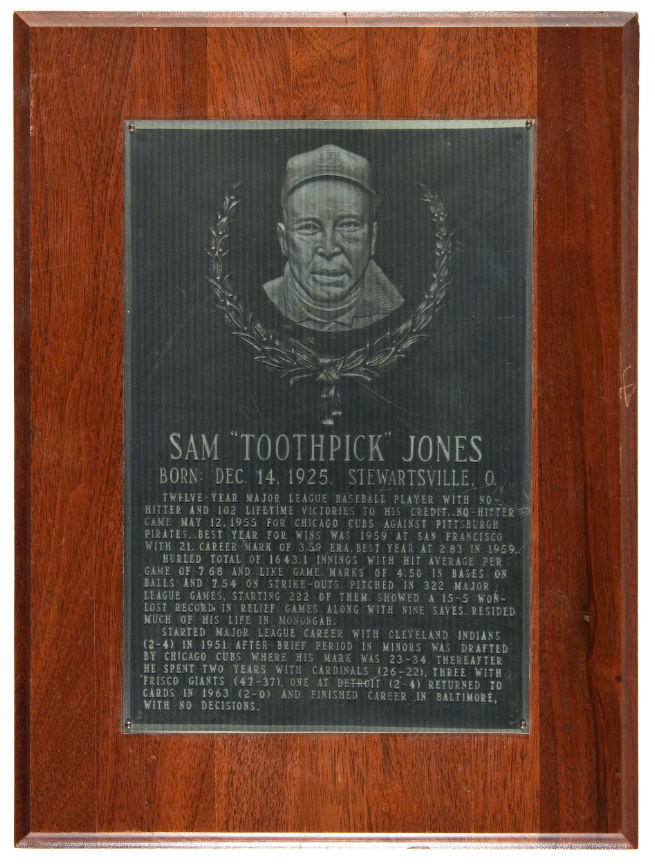 SAM "TOOTHPICK" JONES
BORN: DEC. 14, 1925. STEWARTSVILLE, O.
TWELVE-YEAR MAJOR LEAGUE BASEBALL PLAYER WITH NO-
HITTER AND 102 LIFETIME VICTORIES TO HIS CREDIT. NO-HITTER
CAME MAY 12, 1955 FOR CHICAGO CUBS AGAINST PITTSBURGH
PIRATES. BEST YEAR FOR WINS WAS 1959 AT SAN FRANCISCO
WITH 21. CAREER MARK OF 3.59 ERA, BEST YEAR AT 2.83 IN 1959.
HURLED TOTAL OF 1643.1 INNINGS WITH HIT AVERAGE PER
GAME OF 7.68 AND LIKE GAME MARKS OF 4.50 IN BASES ON
BALLS AND 7.54 ON STRIKE-OUTS. PITCHED IN 322 MAJOR
LEAGUE GAMES, STARTING 222 OF THEM. SHOWED A 15-5 WON-
LOST RECORD IN RELIEF GAMES ALONG WITH NINE SAVES. RESIDED
MUCH OF HIS LIFE IN MONONGAH.
STARTED MAJOR LEAGUE CAREER WITH CLEVELAND INDIANS
(2-4) IN 1951. AFTER BRIEF PERIOD IN MINORS WAS DRAFTED
BY CHICAGO CUBS WHERE HIS MARK WAS 23-34. THEREAFTER
HE SPENT TWO YEARS WITH CARDINALS (26-22), THREE WITH
'FRISCO GIANTS (47-37), ONE AT DETROIT (2-4) RETURNED TO
CARDS IN 1963 (2-0) AND FINISHED CAREER IN BALTIMORE,
WITH NO DECISIONS.